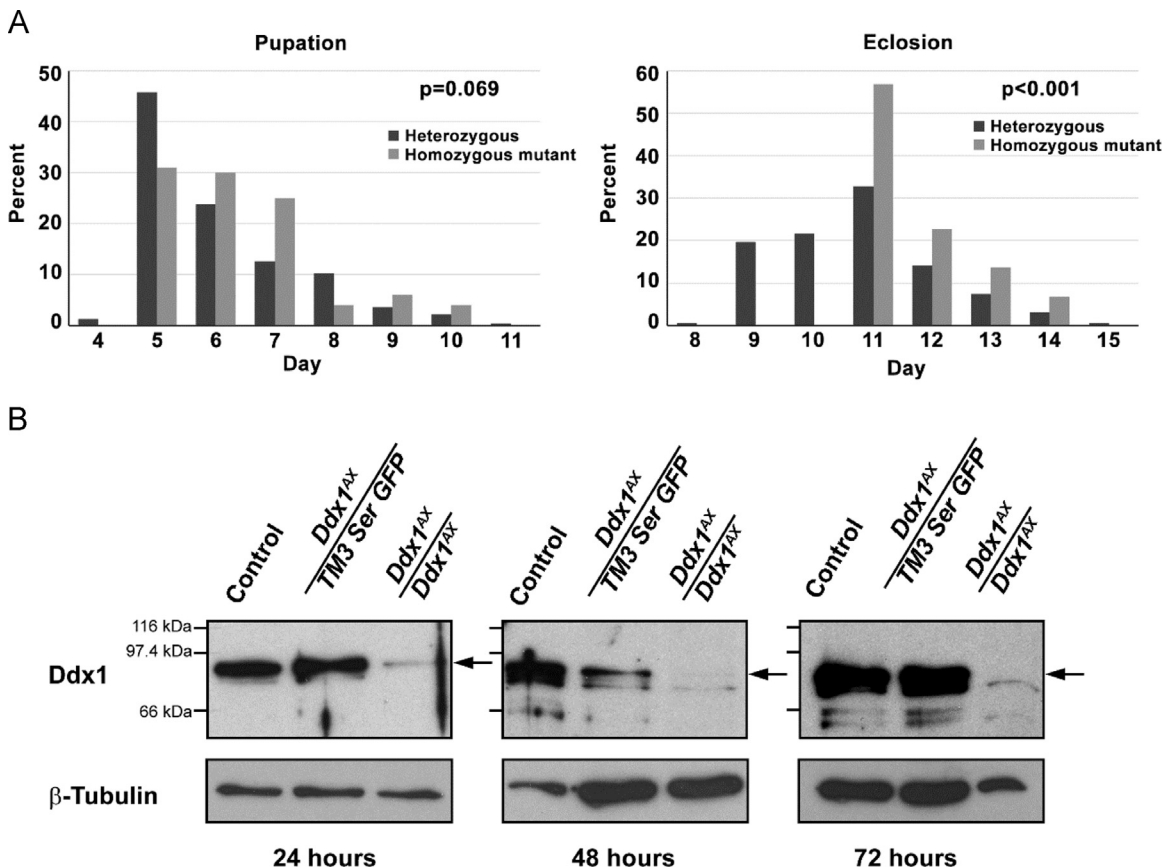 A
Pupation
50
40
30
20
10
0
Percent
p=0.069
Heterozygous
Homozygous mutant
4 5 6 7 8 9 10 11
Day
Eclosion
60
50
40
30
20
10
0
Percent
p<0.001
Heterozygous
Homozygous mutant
8 9 10 11 12 13 14 15
Day
B
Control
Ddx1AX
TM3 Ser GFP
Ddx1AX
Ddx1AX
Control
Ddx1AX
TM3 Ser GFP
Ddx1AX
Ddx1AX
Control
Ddx1AX
TM3 Ser GFP
Ddx1AX
Ddx1AX
116 kDa
97.4 kDa
Ddx1
66 kDa
β-Tubulin
24 hours
48 hours
72 hours